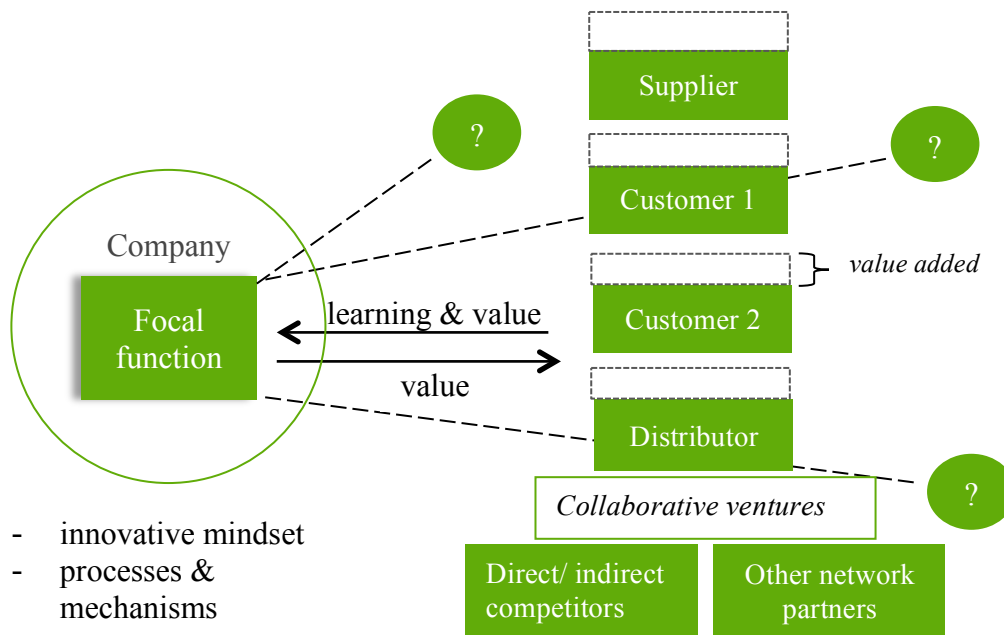 Supplier
?
?
Customer 1
Company
value added
Focal
function
learning & value
Customer 2
value
Distributor
?
Collaborative ventures
- innovative mindset
- processes &
mechanisms
Direct/ indirect
competitors
Other network
partners